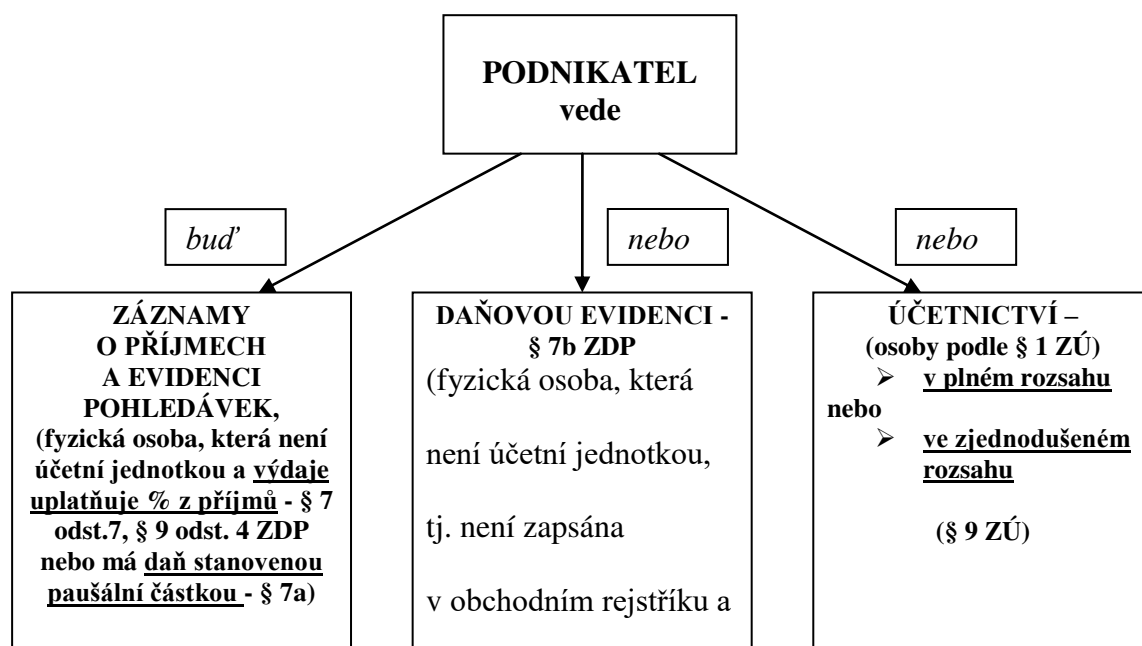 PODNIKATEL
vede
buď
nebo
nebo
ZÁZNAMY
O PŘÍJMECH
A EVIDENCI
POHLEDÁVEK,
(fyzická osoba, která není
účetní jednotkou a výdaje
uplatňuje % z příjmů - § 7
odst.7, § 9 odst. 4 ZDP
nebo má daň stanovenou
paušální částkou - § 7a)
DAŇOVOU EVIDENCI -
§ 7b ZDP
(fyzická osoba, která
není účetní jednotkou,
tj. není zapsána
v obchodním rejstříku a
ÚČETNICTVÍ –
(osoby podle § 1 ZÚ)
➢ v plném rozsahu
nebo
➢ ve zjednodušeném
rozsahu
(§ 9 ZÚ)